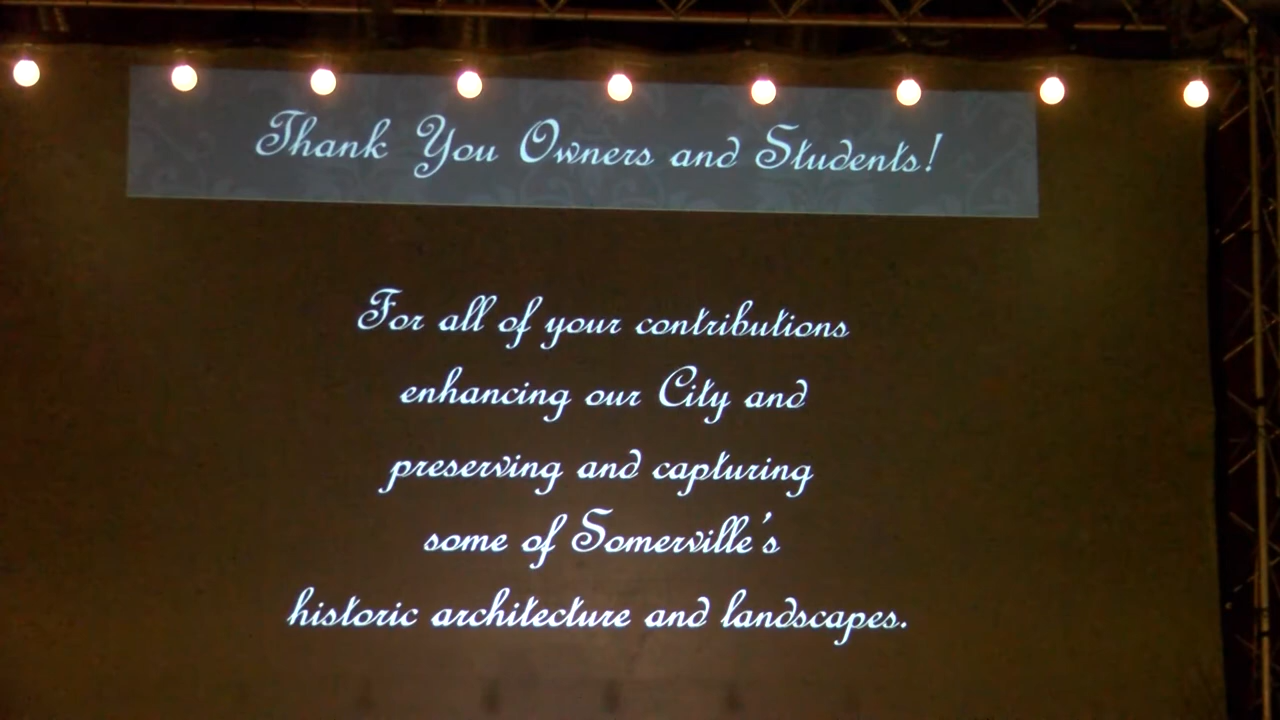 Thank You Owners and Students!
For all of your contributions
enhancing our City and
preserving and capturing
some of Somerville's
historic architecture and landscapes.